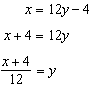 x = 12y − 4
x + 4 = 12y
x + 4
12 = y